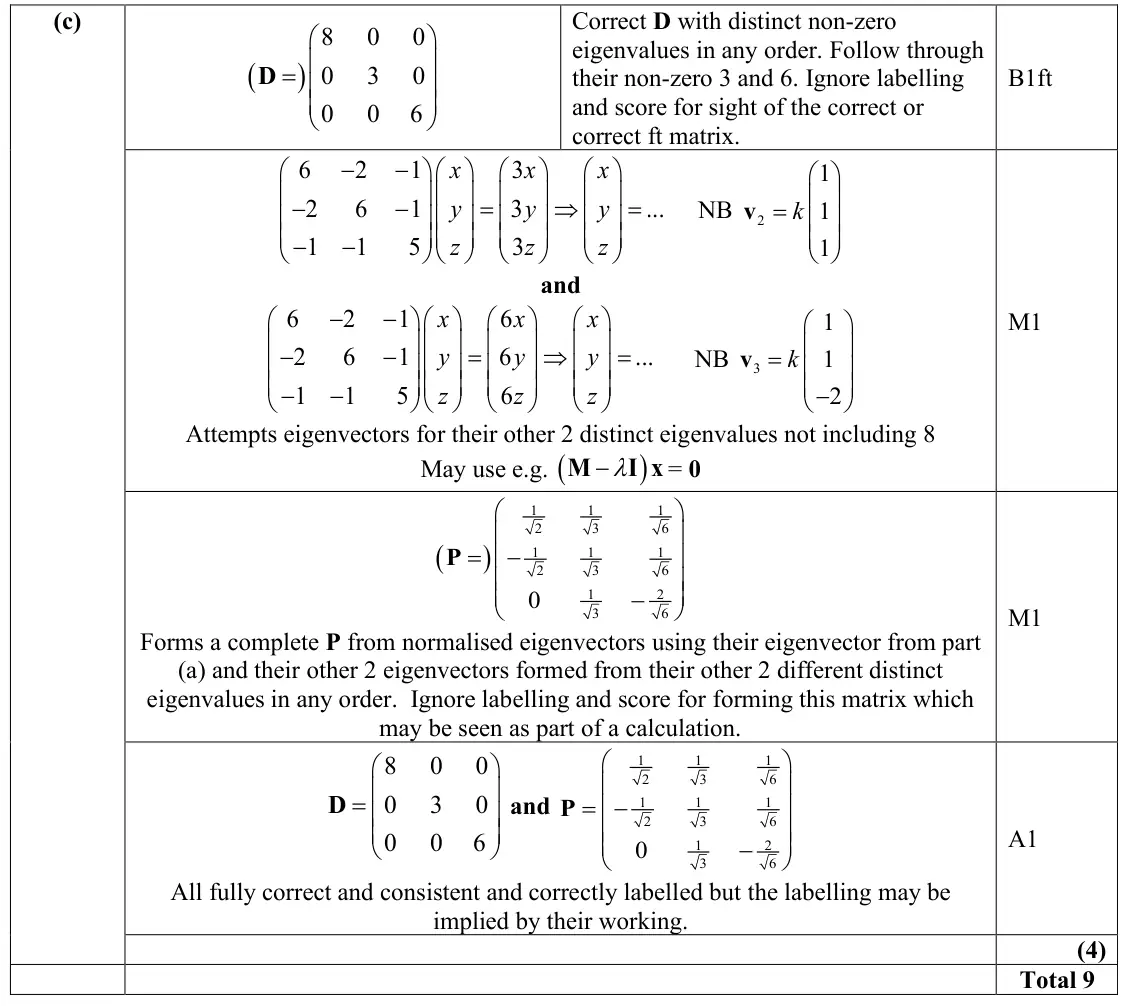 (c)
(D =) ( 8 0 0 )
( 0 3 0 )
( 0 0 6 )
Correct D with distinct non-zero
eigenvalues in any order. Follow through
their non-zero 3 and 6. Ignore labelling
and score for sight of the correct or
correct ft matrix.
B1ft
( 6 −2 −1 ) ( x ) ( 3x ) ( x ) ( 1 )
( −2 6 −1 ) ( y ) = ( 3y ) ⇒ ( y ) = ... NB v₂ = k ( 1 )
( −1 −1 5 ) ( z ) ( 3z ) ( z ) ( 1 )
and
( 6 −2 −1 ) ( x ) ( 6x ) ( x ) ( 1 )
( −2 6 −1 ) ( y ) = ( 6y ) ⇒ ( y ) = ... NB v₃ = k ( 1 )
( −1 −1 5 ) ( z ) ( 6z ) ( z ) ( −2 )
Attempts eigenvectors for their other 2 distinct eigenvalues not including 8
May use e.g. (M − λI) x = 0
M1
( 1/√2 1/√3 1/√6 )
(P =) ( −1/√2 1/√3 1/√6 )
( 0 1/√3 −2/√6 )
Forms a complete P from normalised eigenvectors using their eigenvector from part
(a) and their other 2 eigenvectors formed from their other 2 different distinct
eigenvalues in any order. Ignore labelling and score for forming this matrix which
may be seen as part of a calculation.
M1
( 8 0 0 ) ( 1/√2 1/√3 1/√6 )
D = ( 0 3 0 ) and P = ( −1/√2 1/√3 1/√6 )
( 0 0 6 ) ( 0 1/√3 −2/√6 )
All fully correct and consistent and correctly labelled but the labelling may be
implied by their working.
A1
(4)
Total 9